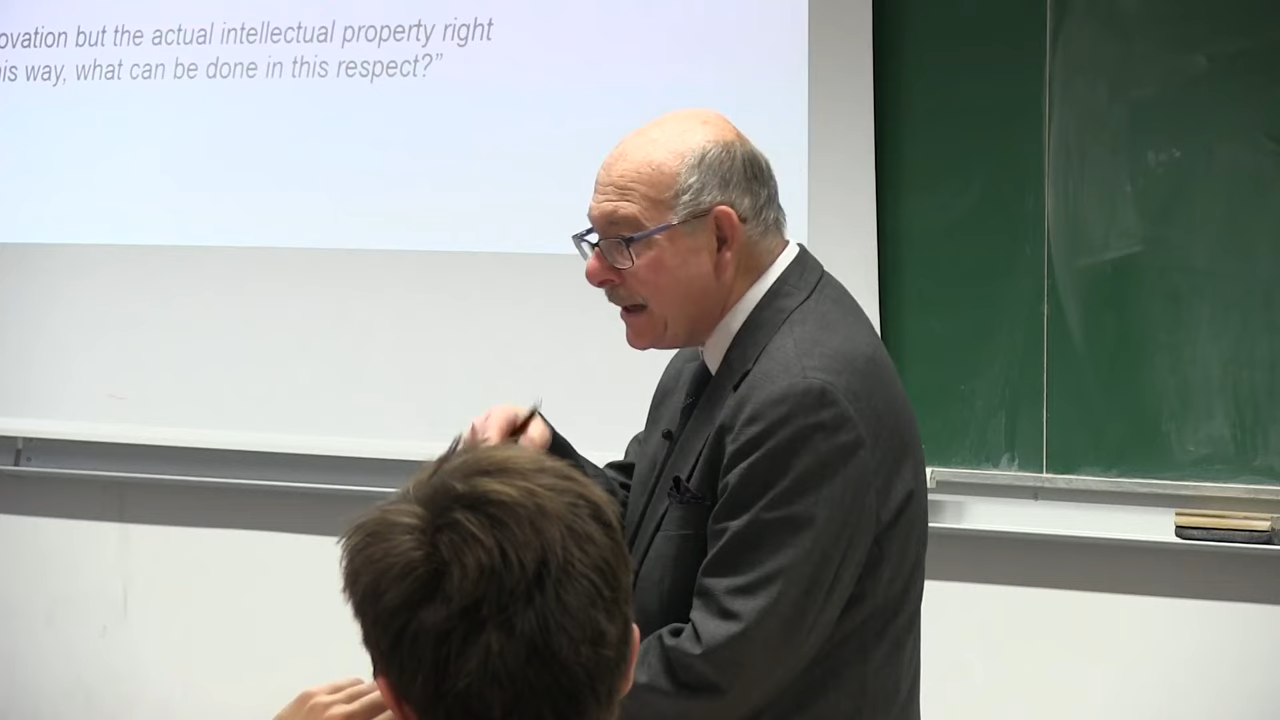 ovation but the actual intellectual property right
is way, what can be done in this respect?”